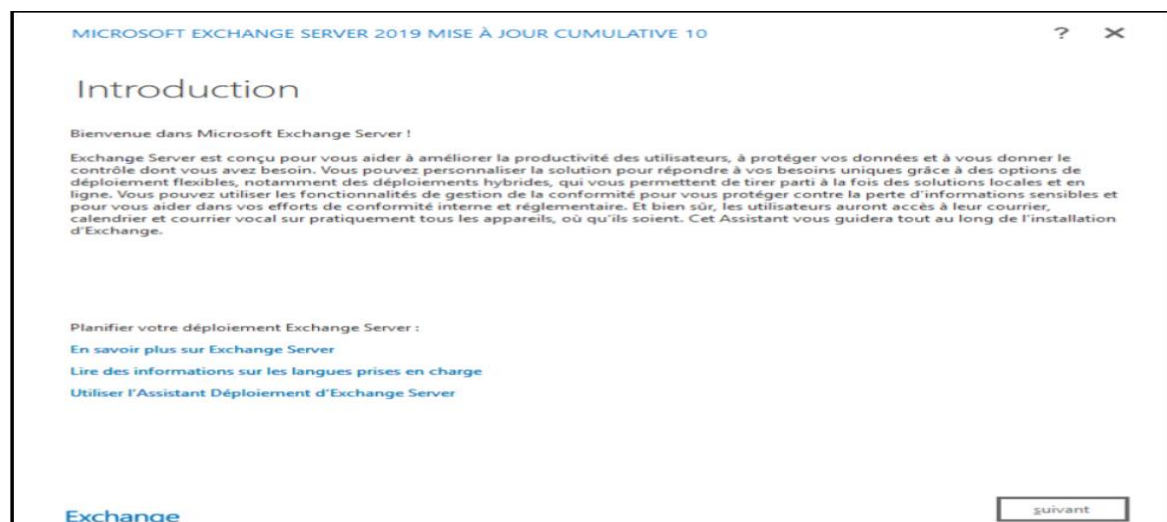 MICROSOFT EXCHANGE SERVER 2019 MISE À JOUR CUMULATIVE 10
?
Introduction
Bienvenue dans Microsoft Exchange Server !
Exchange Server est conçu pour vous aider à améliorer la productivité des utilisateurs, à protéger vos données et à vous donner le
contrôle dont vous avez besoin. Vous pouvez personnaliser la solution pour répondre à vos besoins uniques grâce à des options de
déploiement flexibles, notamment des déploiements hybrides, qui vous permettent de tirer parti à la fois des solutions locales et en
ligne. Vous pouvez utiliser les fonctionnalités de gestion de la conformité pour vous protéger contre la perte d'informations sensibles et
pour vous aider dans vos efforts de conformité interne et réglementaire. Et bien sûr, les utilisateurs auront accès à leur courrier,
calendrier et courrier vocal sur pratiquement tous les appareils, où qu'ils soient. Cet Assistant vous guidera tout au long de l'installation
d'Exchange.
Planifier votre déploiement Exchange Server :
En savoir plus sur Exchange Server
Lire des informations sur les langues prises en charge
Utiliser l'Assistant Déploiement d'Exchange Server
Exchange
suivant